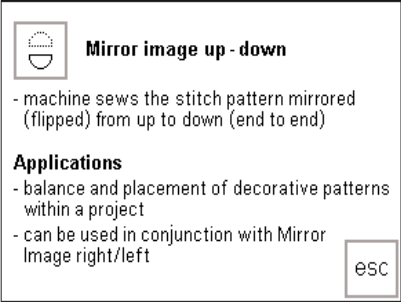 Mirror image up - down
- machine sews the stitch pattern mirrored
(flipped) from up to down (end to end)
Applications
- balance and placement of decorative patterns
within a project
- can be used in conjunction with Mirror
Image right/left
esc